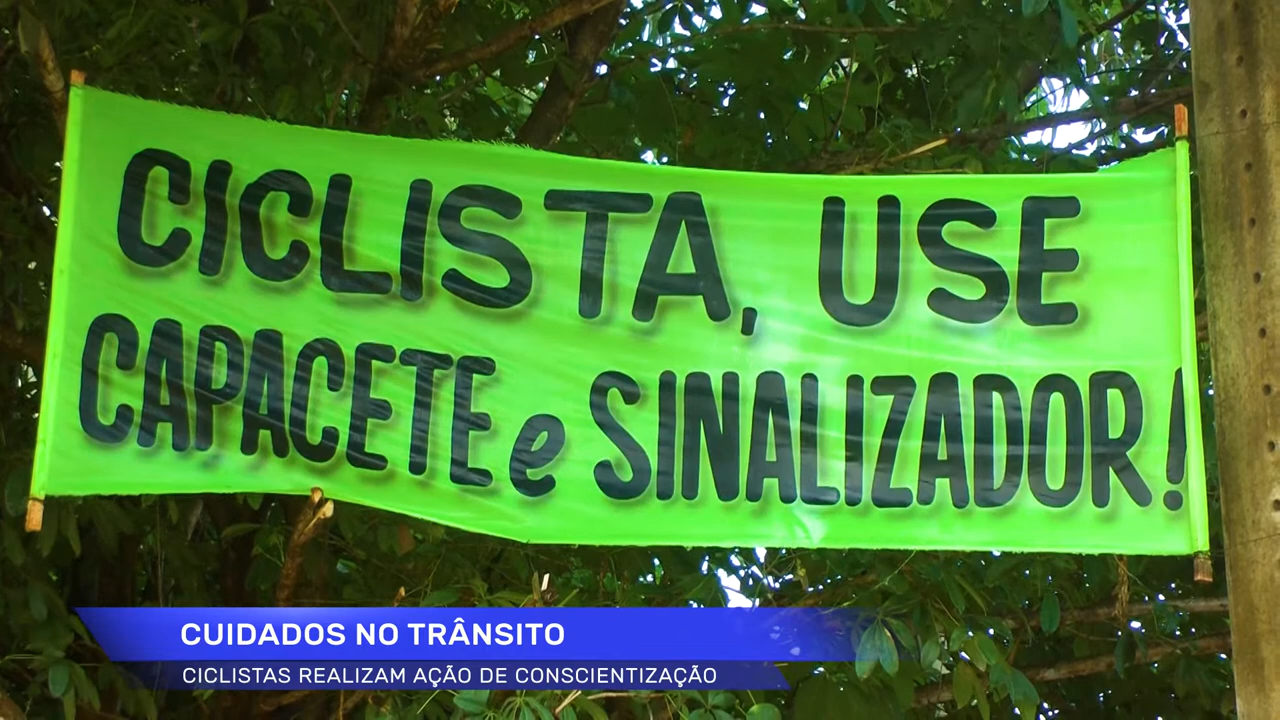 CICLISTA, USE
CAPACETE e SINALIZADOR!
CUIDADOS NO TRÂNSITO
CICLISTAS REALIZAM AÇÃO DE CONSCIENTIZAÇÃO